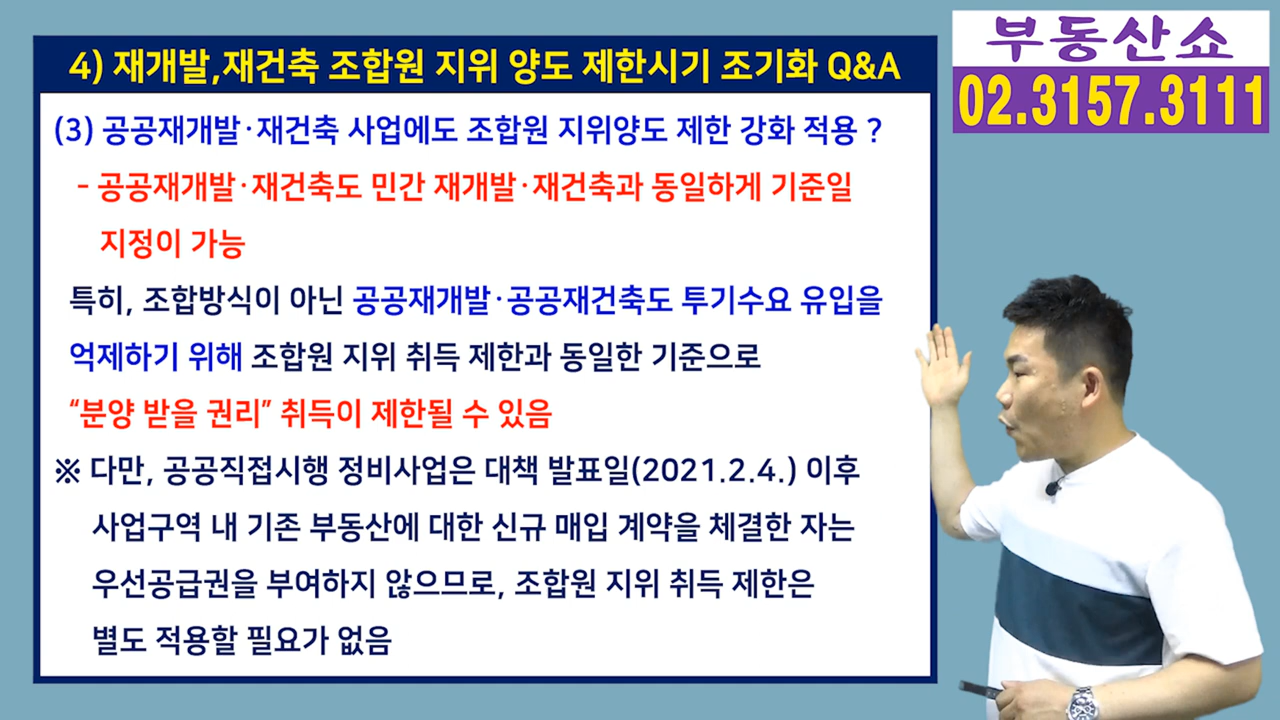 부동산쇼
02.3157.3111
4) 재개발,재건축 조합원 지위 양도 제한시기 조기화 Q&A
(3) 공공재개발·재건축 사업에도 조합원 지위양도 제한 강화 적용 ?
- 공공재개발·재건축도 민간 재개발·재건축과 동일하게 기준일
지정이 가능
특히, 조합방식이 아닌 공공재개발·공공재건축도 투기수요 유입을
억제하기 위해 조합원 지위 취득 제한과 동일한 기준으로
“분양 받을 권리” 취득이 제한될 수 있음
※ 다만, 공공직접시행 정비사업은 대책 발표일(2021.2.4.) 이후
사업구역 내 기존 부동산에 대한 신규 매입 계약을 체결한 자는
우선공급권을 부여하지 않으므로, 조합원 지위 취득 제한은
별도 적용할 필요가 없음